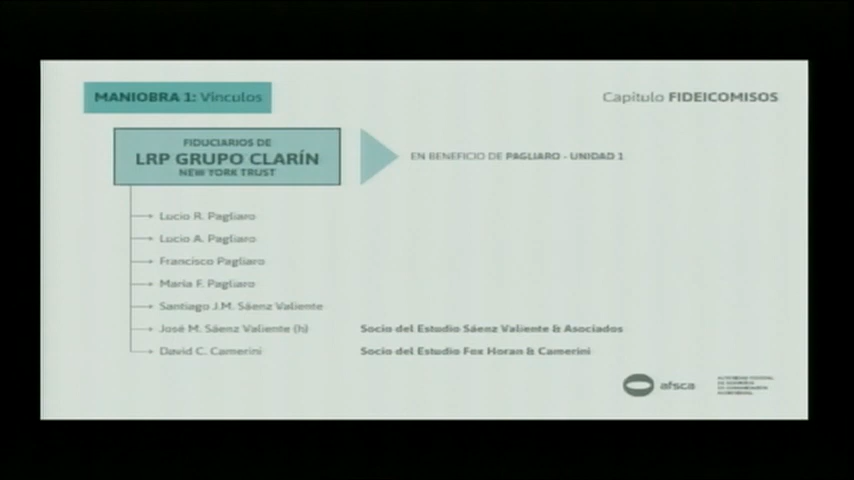 MANIOBRA 1: Vínculos
Capítulo FIDEICOMISOS
FIDUCIARIOS DE
LRP GRUPO CLARÍN
NEW YORK TRUST
EN BENEFICIO DE PAGLIARO - UNIDAD 1
Lucio R. Pagliaro
Lucio A. Pagliaro
Francisco Pagliaro
María F. Pagliaro
Santiago J.M. Sáenz Valiente
José M. Sáenz Valiente (h) Socio del Estudio Sáenz Valiente & Asociados
David C. Camerini Socio del Estudio Fox Horan & Camerini
afsca